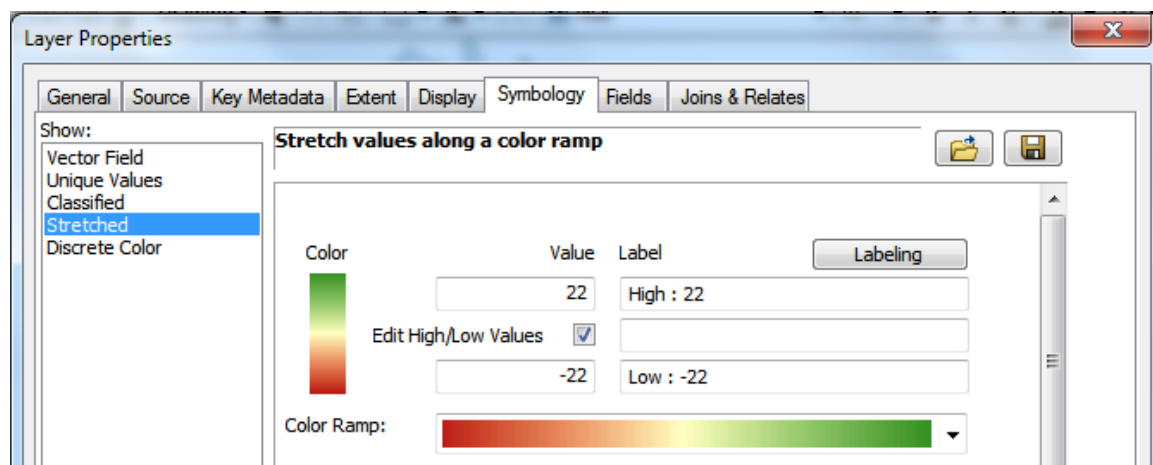 Layer Properties
General Source Key Metadata Extent Display Symbology Fields Joins & Relates
Show:
Vector Field
Unique Values
Classified
Stretched
Discrete Color
Stretch values along a color ramp
Color Value Label Labeling
22 High : 22
Edit High/Low Values
-22 Low : -22
Color Ramp: